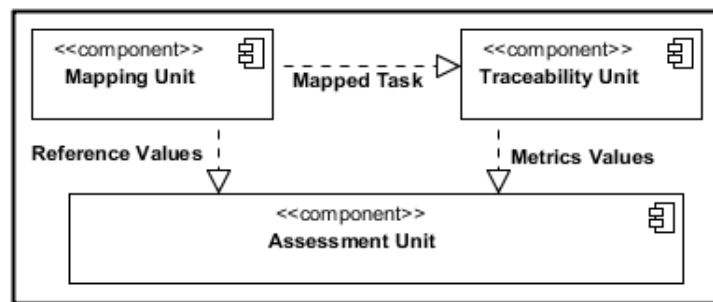 <<component>>
Mapping Unit
Mapped Task
<<component>>
Traceability Unit
Reference Values
Metrics Values
<<component>>
Assessment Unit